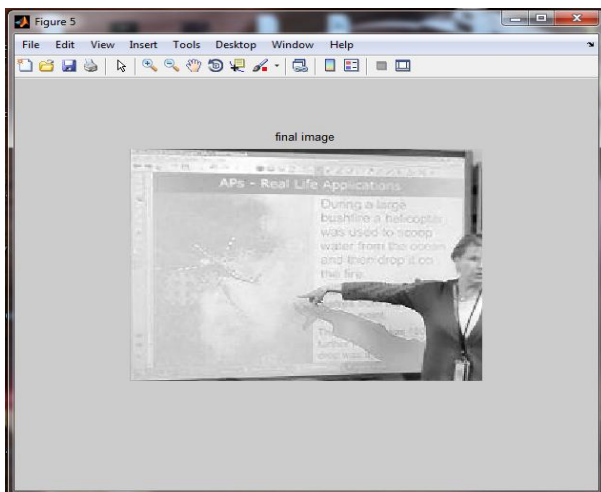 Figure 5
File Edit View Insert Tools Desktop Window Help
final image
APs - Real Life Applications
During a large
bushfire a helicopter
was used to scoop
water from the ocean
and then drop it on
the fire.